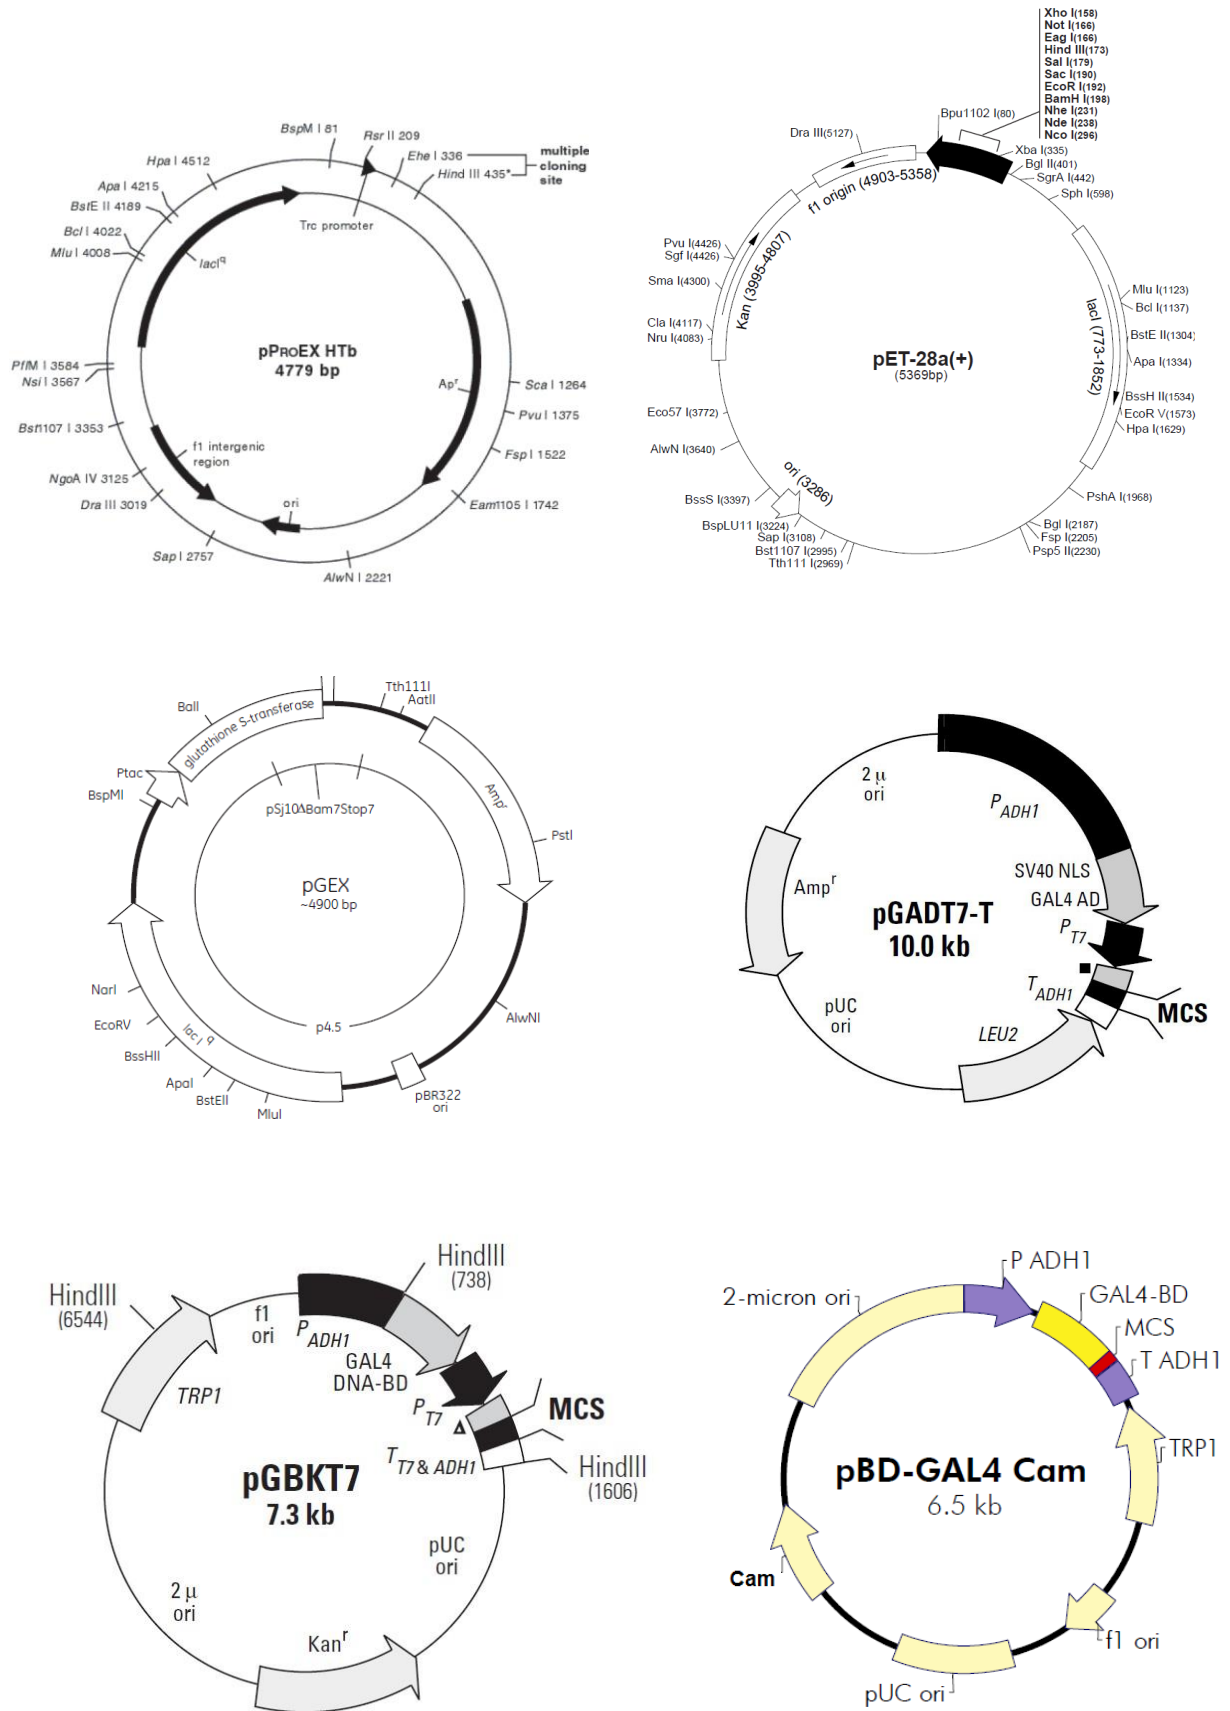 BspM I 81
Rsr II 209
Ehe I 336
Hind III 435*
multiple
cloning
site
Hpa I 4512
Apa I 4215
BstE II 4189
Bcl I 4022
Mlu I 4008
Trc promoter
lacIq
pPROEX HTb
4779 bp
Apr
PflM I 3584
Nsi I 3567
Bst1107 I 3353
NgoA IV 3125
Dra III 3019
Sap I 2757
f1 intergenic
region
ori
AlwN I 2221
Sca I 1264
Pvu I 1375
Fsp I 1522
Eam1105 I 1742
Xho I(158)
Not I(166)
Eag I(166)
Hind III(173)
Sal I(179)
Sac I(190)
EcoR I(192)
BamH I(198)
Nhe I(231)
Nde I(238)
Nco I(296)
Bpu1102 I(80)
Dra III(5127)
Xba I(335)
Bgl II(401)
SgrA I(442)
Sph I(598)
f1 origin (4903-5358)
Kan (3995-4807)
lacI (773-1852)
Pvu I(4426)
Sgf I(4426)
Sma I(4300)
Cla I(4117)
Nru I(4083)
pET-28a(+)
(5369bp)
Mlu I(1123)
Bcl I(1137)
BstE II(1304)
Apa I(1334)
BssH II(1534)
EcoR V(1573)
Hpa I(1629)
Eco57 I(3772)
AlwN I(3640)
ori (3286)
BssS I(3397)
BspLU11 I(3224)
Sap I(3108)
Bst1107 I(2995)
Tth111 I(2969)
PshA I(1968)
Bgl I(2187)
Fsp I(2205)
Psp5 II(2230)
Tth111I
AatII
BalI
glutathione S-transferase
Ptac
BspMI
pSj10ΔBam7Stop7
Ampr
PstI
pGEX
~4900 bp
NarI
EcoRV
BssHII
ApaI
BstEII
MluI
lac Iq
p4.5
AlwNI
pBR322
ori
2 μ
ori
PADH1
SV40 NLS
GAL4 AD
PT7
Ampr
pGADT7-T
10.0 kb
TADH1
MCS
pUC
ori
LEU2
HindIII
(738)
HindIII
(6544)
f1
ori
PADH1
GAL4
DNA-BD
TRP1
PT7
MCS
TT7 & ADH1
HindIII
(1606)
pGBKT7
7.3 kb
pUC
ori
2 μ
ori
Kanr
P ADH1
2-micron ori
GAL4-BD
MCS
T ADH1
TRP1
pBD-GAL4 Cam
6.5 kb
Cam
f1 ori
pUC ori